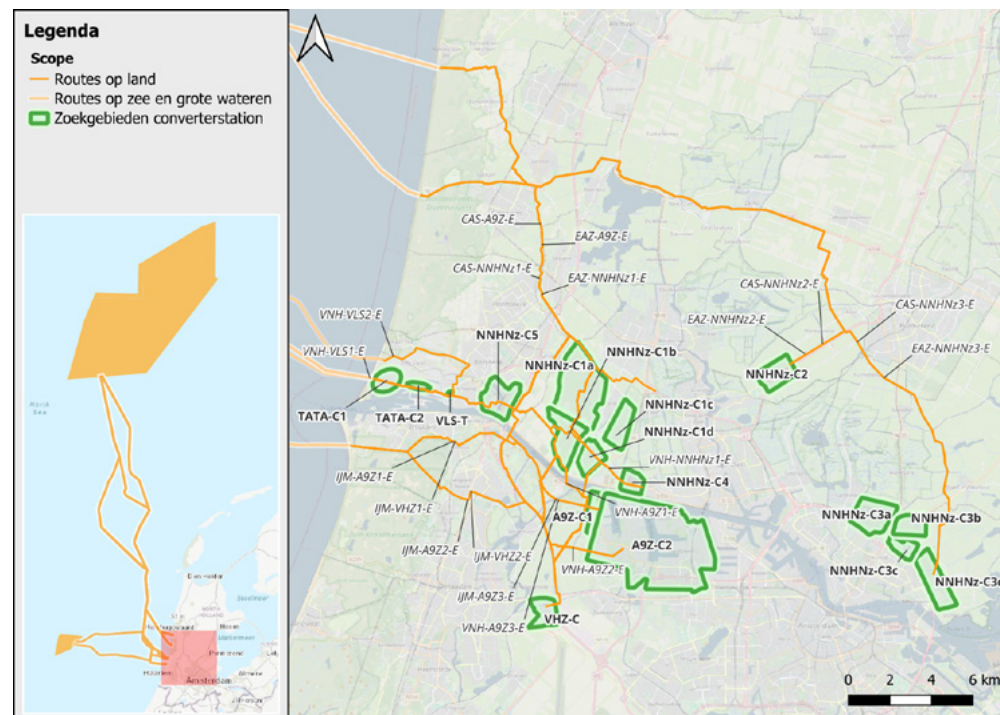 Legenda
Scope
Routes op land
Routes op zee en grote wateren
Zoekgebieden converterstation
CAS-A9Z-E
EAZ-A9Z-E
CAS-NNHNz1-E
EAZ-NNHNz1-E
CAS-NNHNz2-E
CAS-NNHNz3-E
EAZ-NNHNz2-E
EAZ-NNHNz3-E
VNH-VLS2-E
NNHNz-C5
VNH-VLS1-E
NNHNz-C1a
NNHNz-C1b
NNHNz-C2
TATA-C1
TATA-C2
VLS-T
NNHNz-C1c
NNHNz-C1d
VNH-NNHNz1-E
IJM-A9Z1-E
NNHNz-C4
IJM-VHZ1-E
A9Z-C1
VNH-A9Z1-E
NNHNz-C3a
NNHNz-C3b
IJM-A9Z2-E
IJM-VHZ2-E
A9Z-C2
VNH-A9Z2-E
NNHNz-C3c
NNHNz-C3d
IJM-A9Z3-E
VNH-A9Z3-E
VHZ-C
Den Helder
Haarlem
Amsterdam
0 2 4 6 km